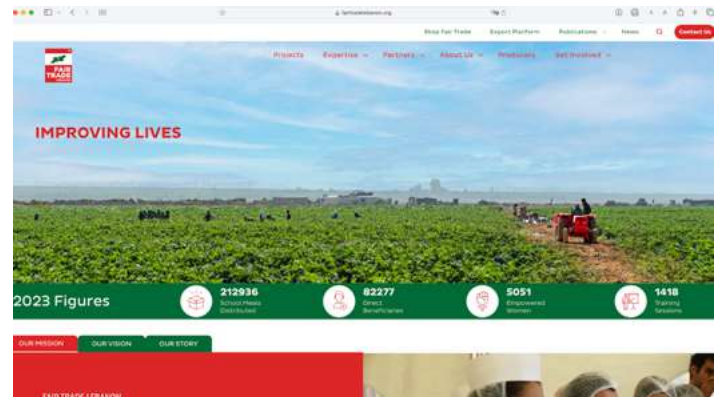 fairtradelebanon.org
Shop Fair Trade Export Platform Publications News Contact Us
FAIR
TRADE
LEBANON
Projects Expertise Partners About Us Producers Get Involved
IMPROVING LIVES
2023 Figures
212936
School Meals
Distributed
82277
Direct
Beneficiaries
5051
Empowered
Women
1418
Training
Sessions
OUR MISSION OUR VISION OUR STORY
FAIR TRADE LEBANON